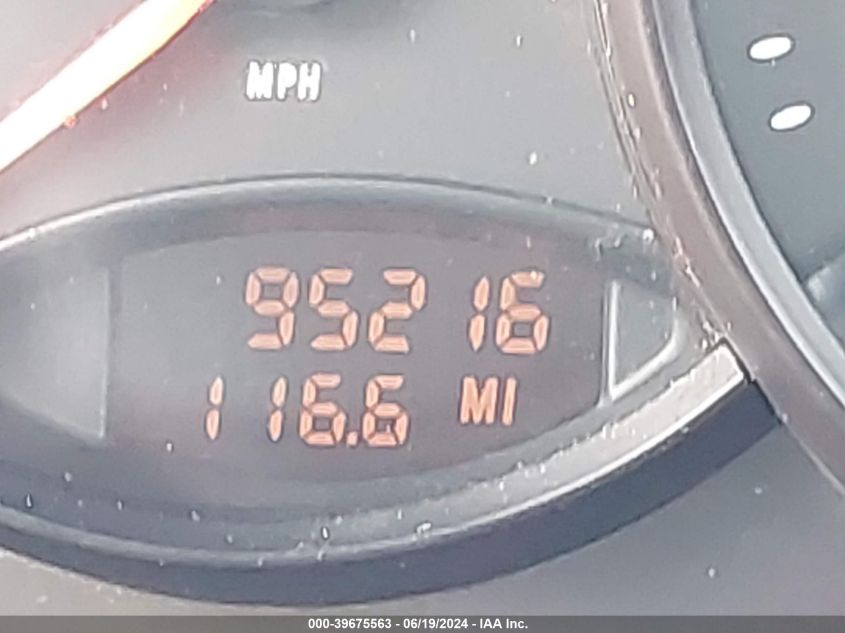 MPH
95216
116.6 MI
000-39675563 - 06/19/2024 - IAA Inc.